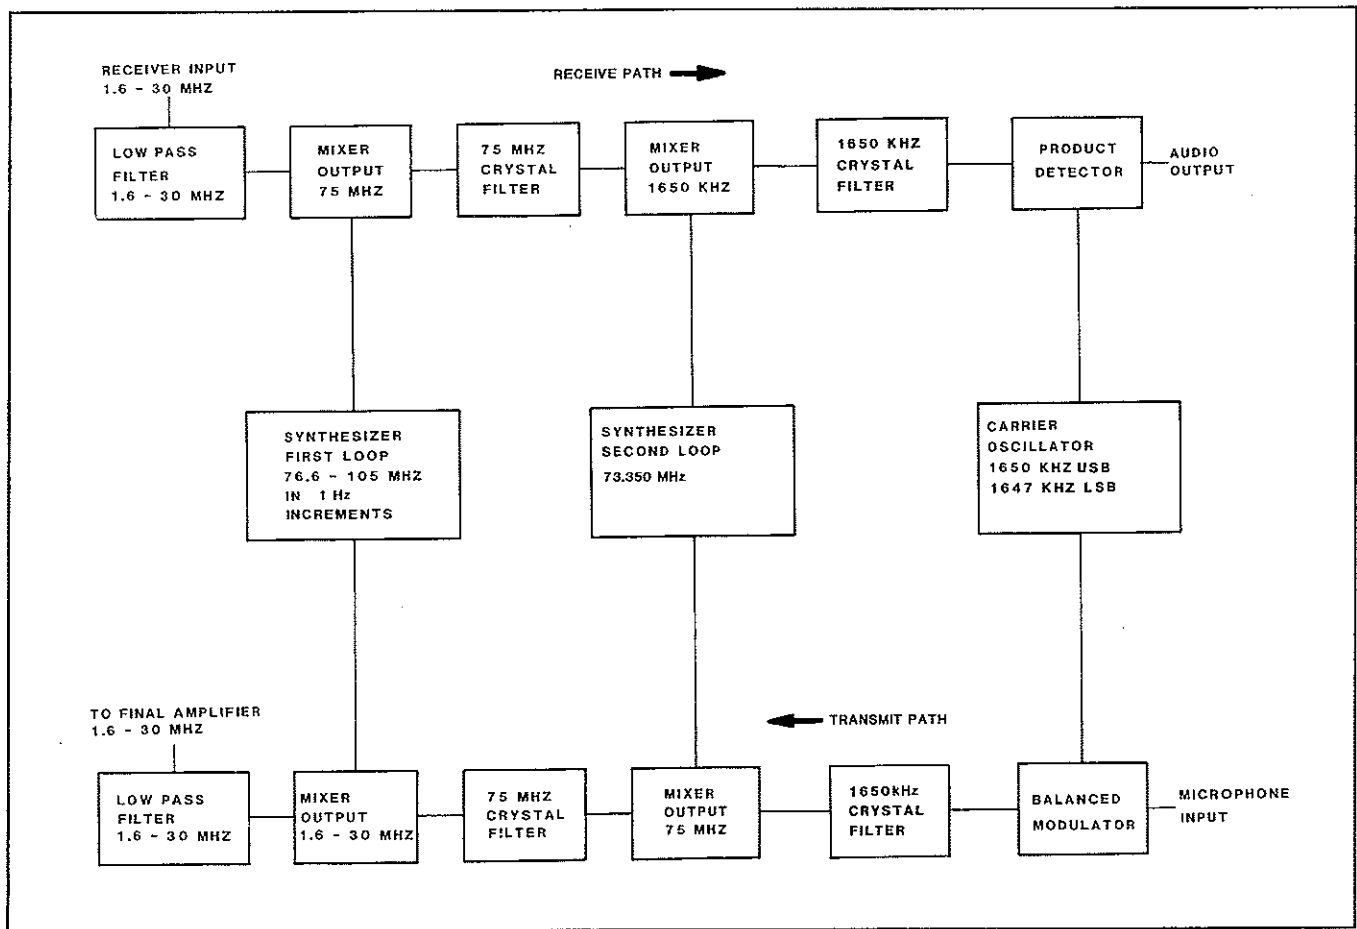 RECEIVER INPUT
1.6 - 30 MHZ
RECEIVE PATH
LOW PASS
FILTER
1.6 - 30 MHZ
MIXER
OUTPUT
75 MHZ
75 MHZ
CRYSTAL
FILTER
MIXER
OUTPUT
1650 KHZ
1650 KHZ
CRYSTAL
FILTER
PRODUCT
DETECTOR
AUDIO
OUTPUT
SYNTHESIZER
FIRST LOOP
76.6 - 105 MHZ
IN 1 Hz
INCREMENTS
SYNTHESIZER
SECOND LOOP
73.350 MHz
CARRIER
OSCILLATOR
1650 KHZ USB
1647 KHZ LSB
TO FINAL AMPLIFIER
1.6 - 30 MHZ
TRANSMIT PATH
LOW PASS
FILTER
1.6 - 30 MHZ
MIXER
OUTPUT
1.6 - 30 MHZ
75 MHZ
CRYSTAL
FILTER
MIXER
OUTPUT
75 MHZ
1650kHz
CRYSTAL
FILTER
BALANCED
MODULATOR
MICROPHONE
INPUT